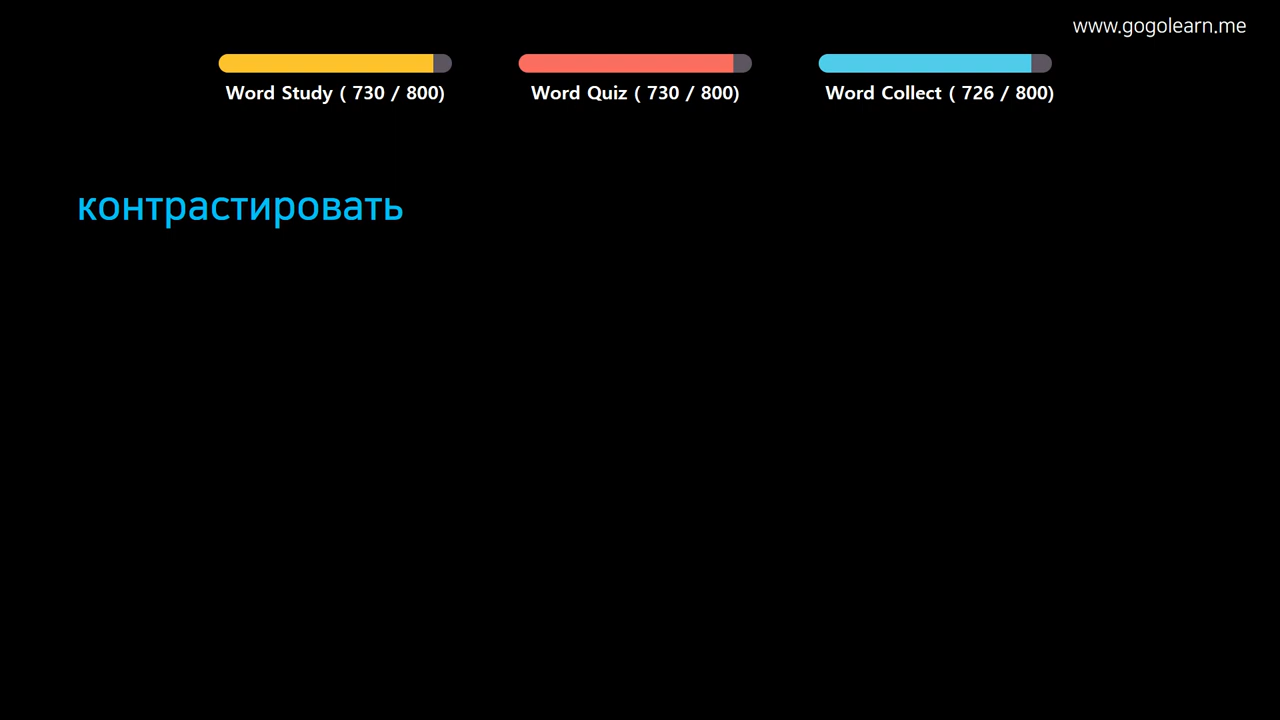 www.gogolearn.me
Word Study ( 730 / 800)
Word Quiz ( 730 / 800)
Word Collect ( 726 / 800)
контрастировать